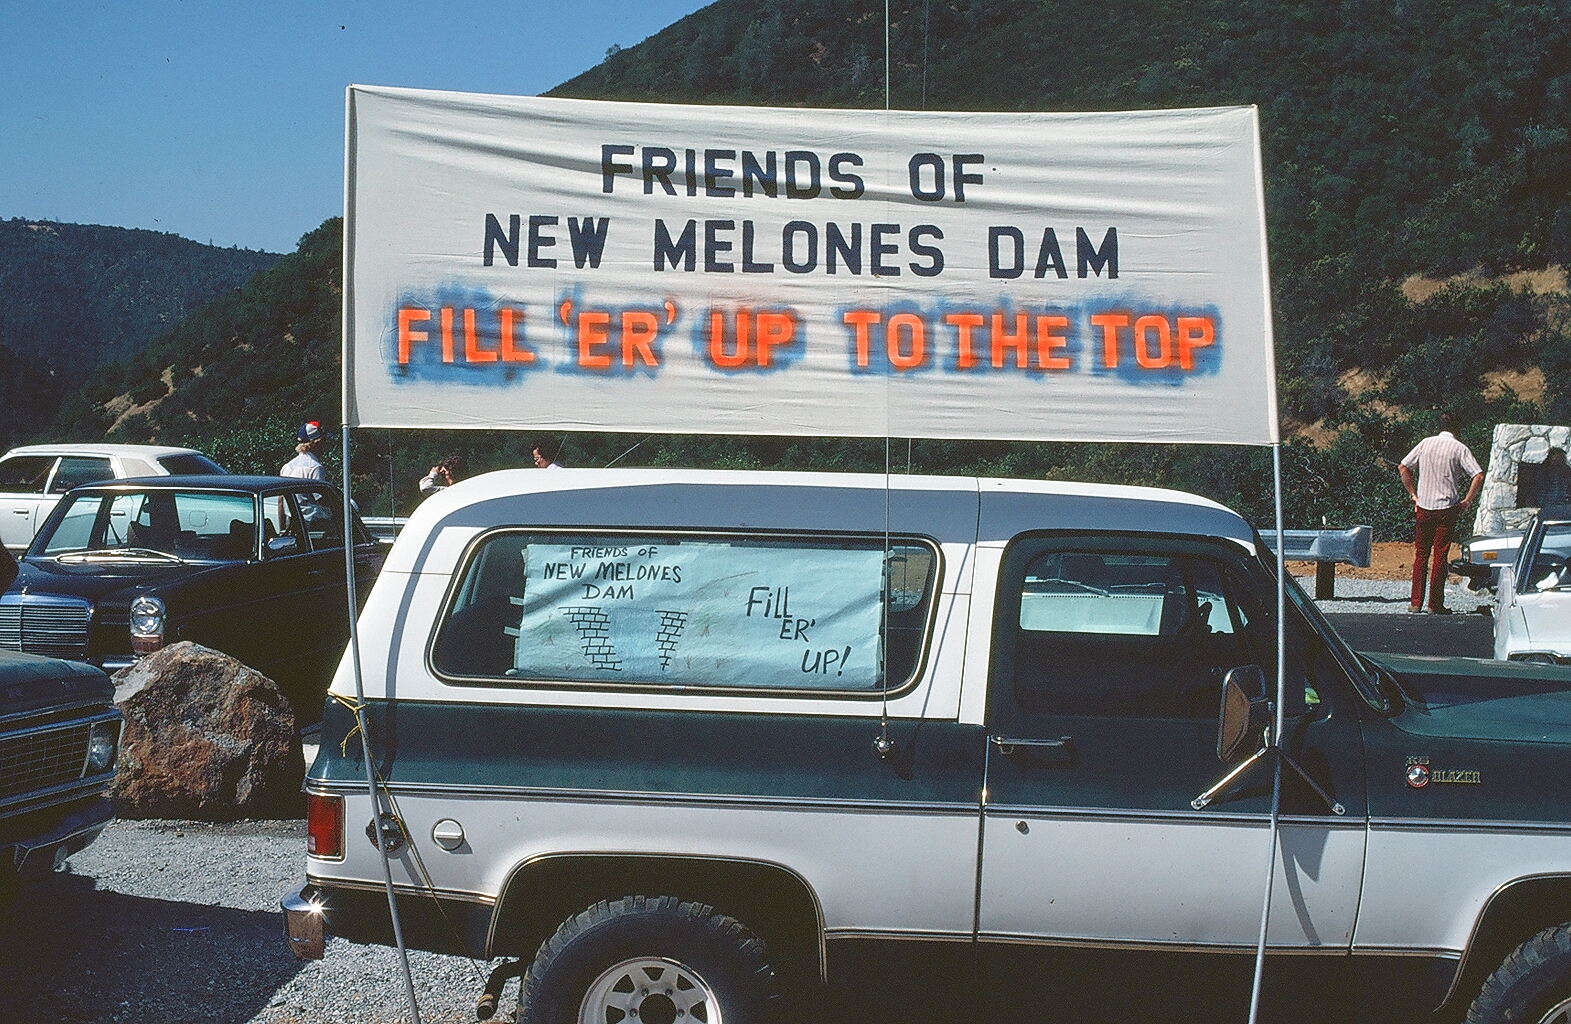 FRIENDS OF
NEW MELONES DAM
FILL 'ER' UP TO THE TOP
FRIENDS OF
NEW MELONES
DAM
FILL
ER'
UP!
K5
BLAZER